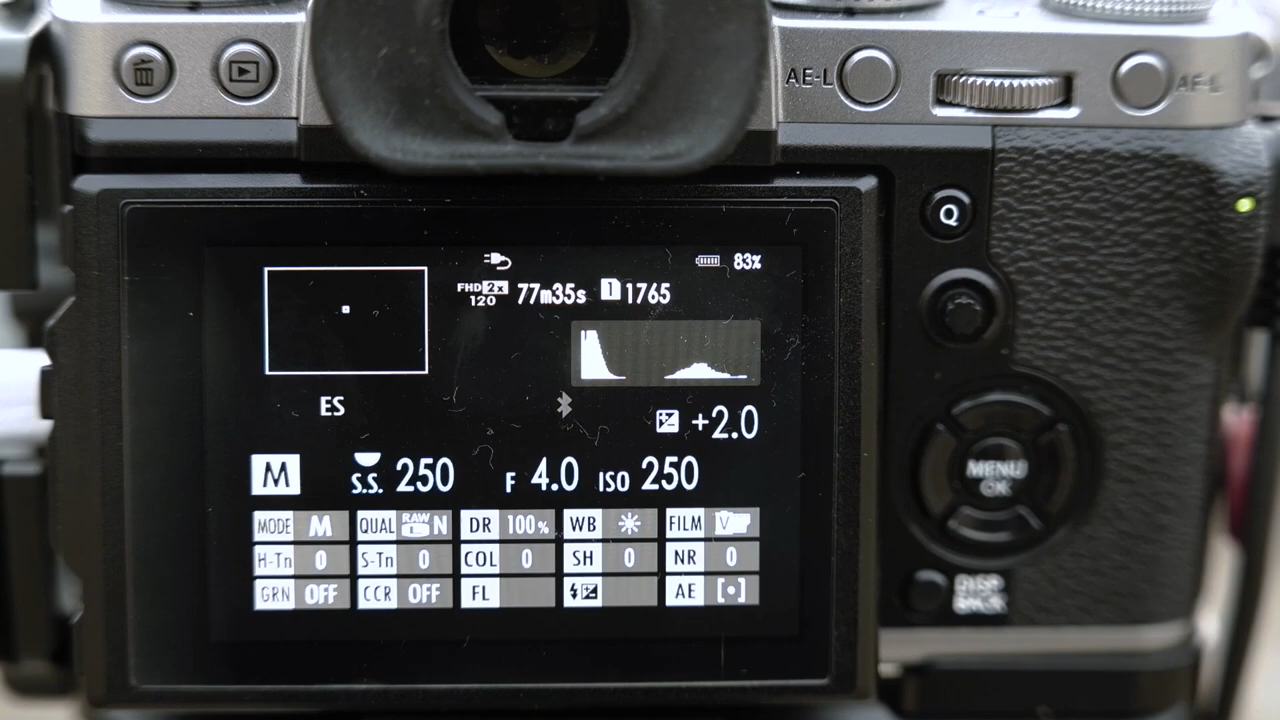 AE-L
AF-L
Q
83%
FHD 2x
120
77m35s 1 1765
ES
+2.0
M S.S. 250 F 4.0 ISO 250
MODE M QUAL RAW L N DR 100% WB FILM V
H-Tn 0 S-Tn 0 COL 0 SH 0 NR 0
GRN OFF CCR OFF FL AE
MENU
OK
DISP
BACK